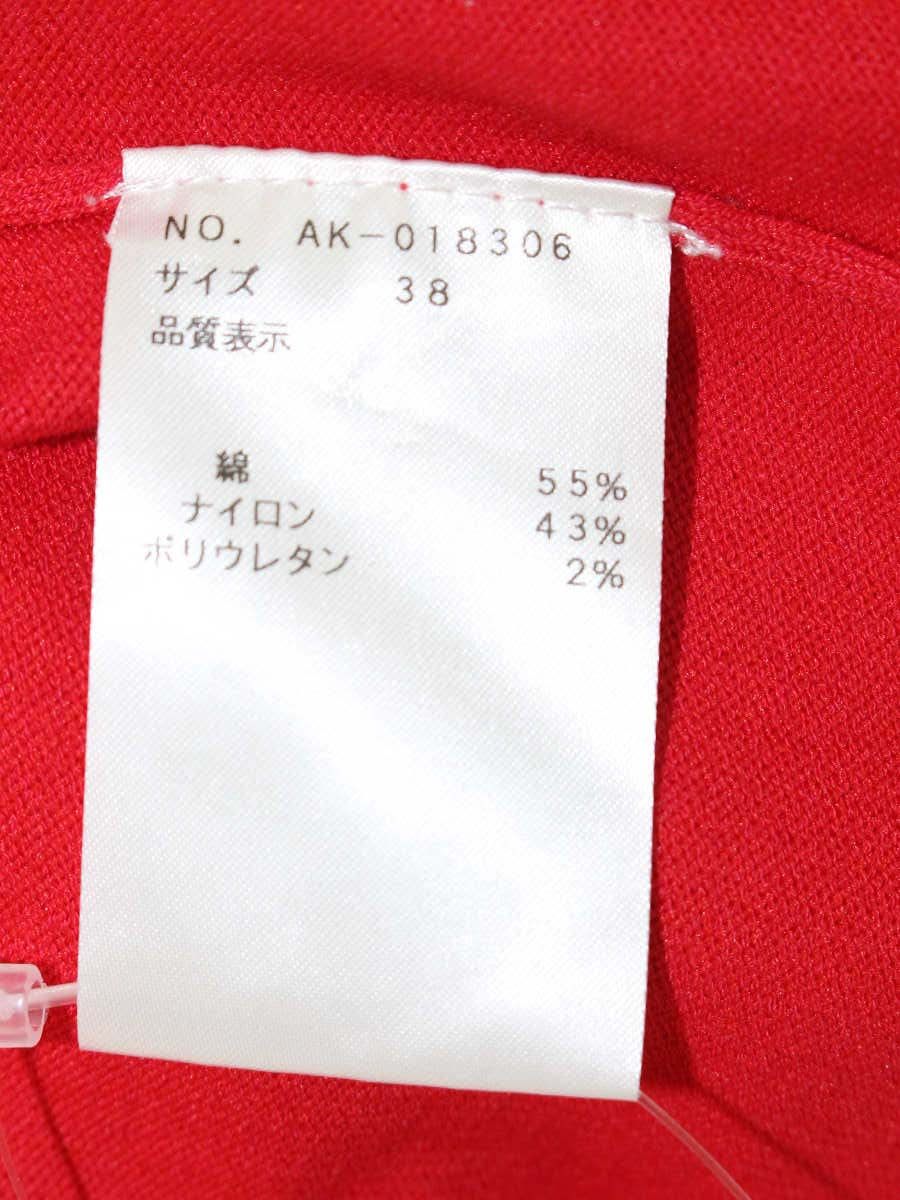 NO. AK-018306
サイズ 38
品質表示
綿 55%
ナイロン 43%
ポリウレタン 2%